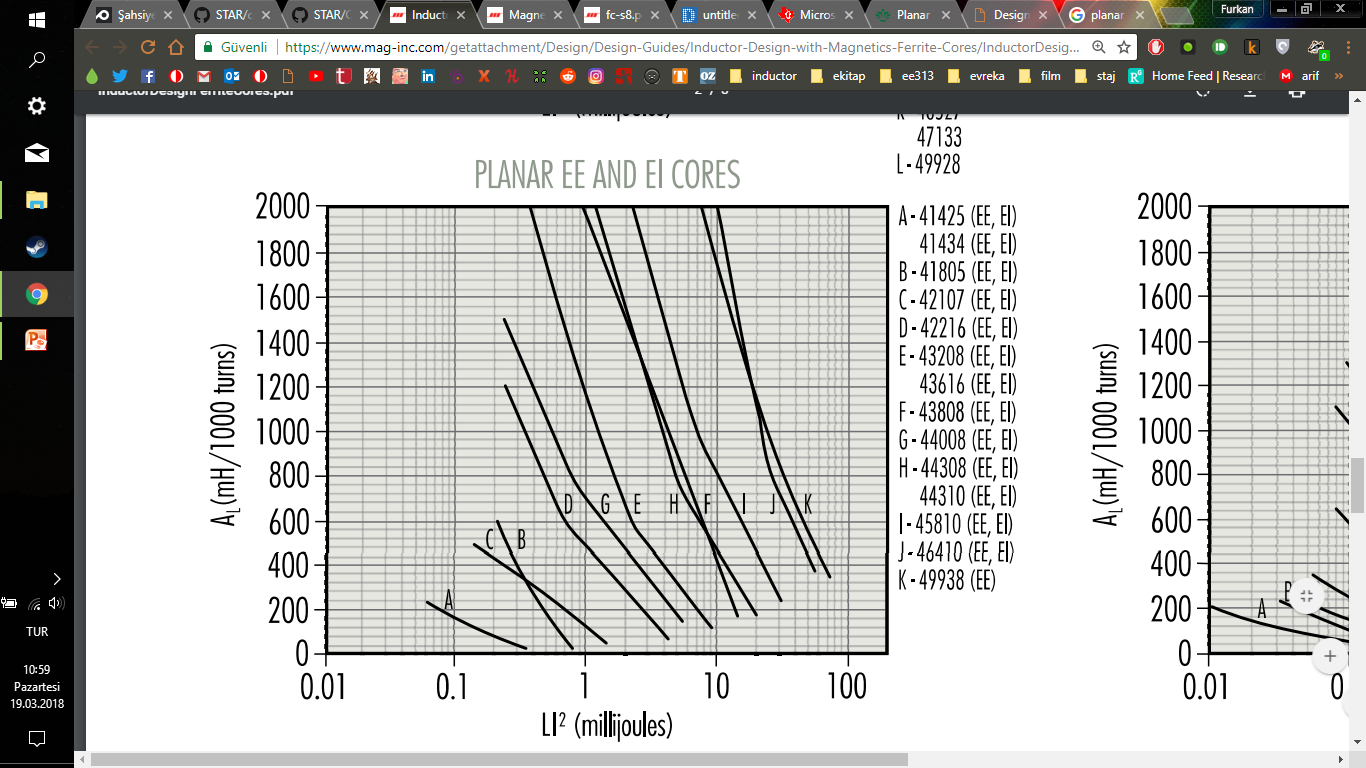 Şahsiye
STAR/c
STAR/C
Induct
Magne
fc-s8.p
untitle
Micros
Planar
Design
planar
Furkan
Güvenli
https://www.mag-inc.com/getattachment/Design/Design-Guides/Inductor-Design-with-Magnetics-Ferrite-Cores/InductorDesig...
inductor
ekitap
ee313
evreka
film
staj
Home Feed | Researc
arif
InductorDesignFerriteCores.pdf
LI² (millijoules)
47133
L - 49928
PLANAR EE AND EI CORES
2000
1800
1600
1400
1200
1000
800
600
400
200
0
AL(mH/1000 turns)
0.01
0.1
1
10
100
LI² (millijoules)
A
C
B
D
G
E
H
F
I
J
K
A - 41425 (EE, EI)
41434 (EE, EI)
B - 41805 (EE, EI)
C - 42107 (EE, EI)
D - 42216 (EE, EI)
E - 43208 (EE, EI)
43616 (EE, EI)
F - 43808 (EE, EI)
G - 44008 (EE, EI)
H - 44308 (EE, EI)
44310 (EE, EI)
I - 45810 (EE, EI)
J - 46410 (EE, EI)
K - 49938 (EE)
2000
1800
1600
1400
1200
1000
800
600
400
200
0
AL(mH/1000 turns)
A
B
0.01
0
TUR
10:59
Pazartesi
19.03.2018